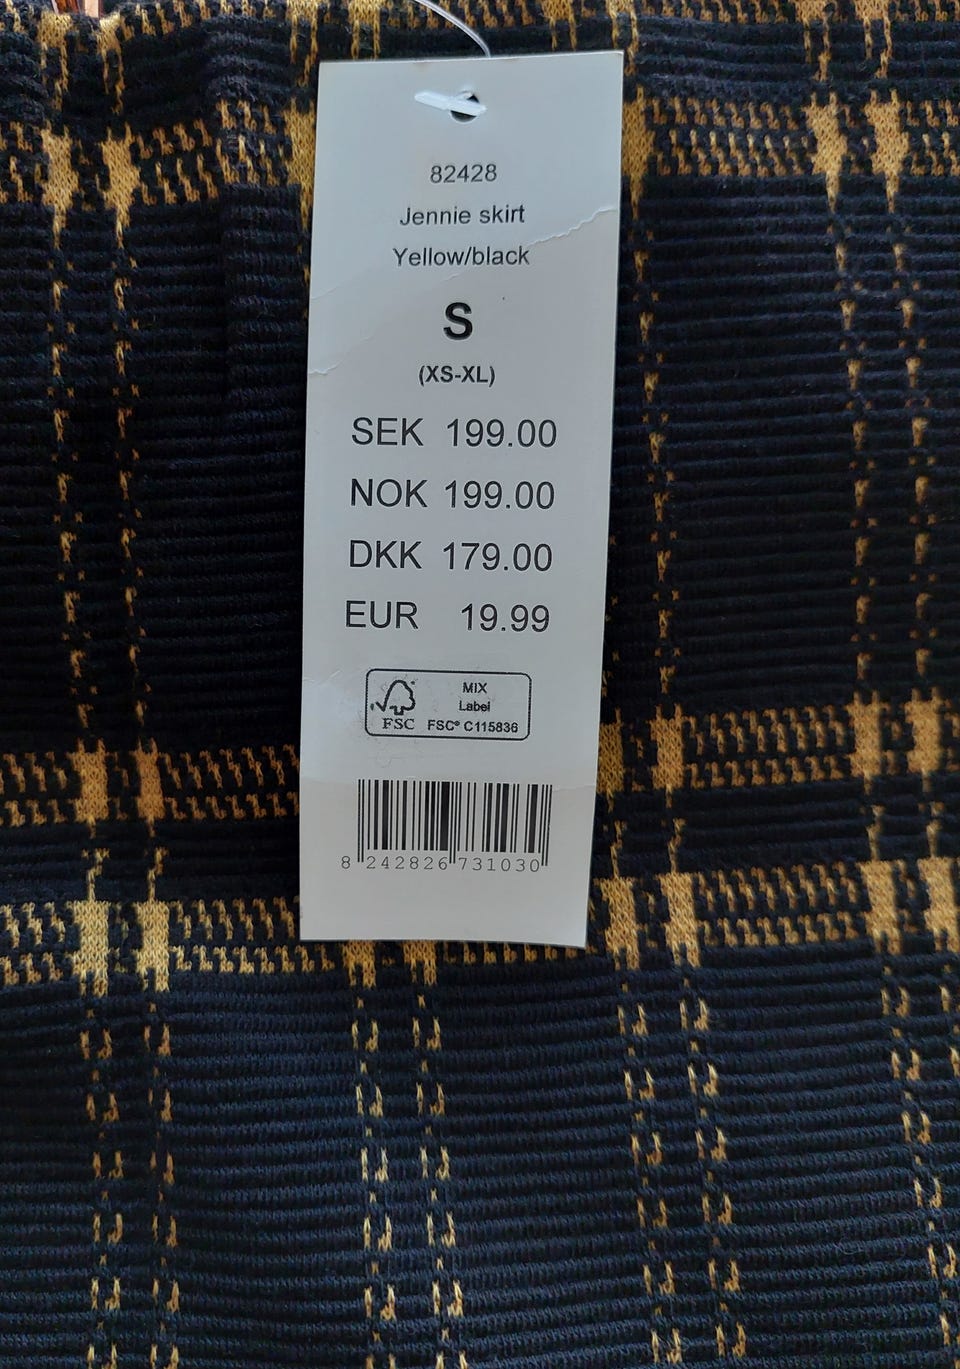 82428
Jennie skirt
Yellow/black
S
(XS-XL)
SEK 199.00
NOK 199.00
DKK 179.00
EUR 19.99
MIX
Label
FSC FSC® C115836
8 242826 731030